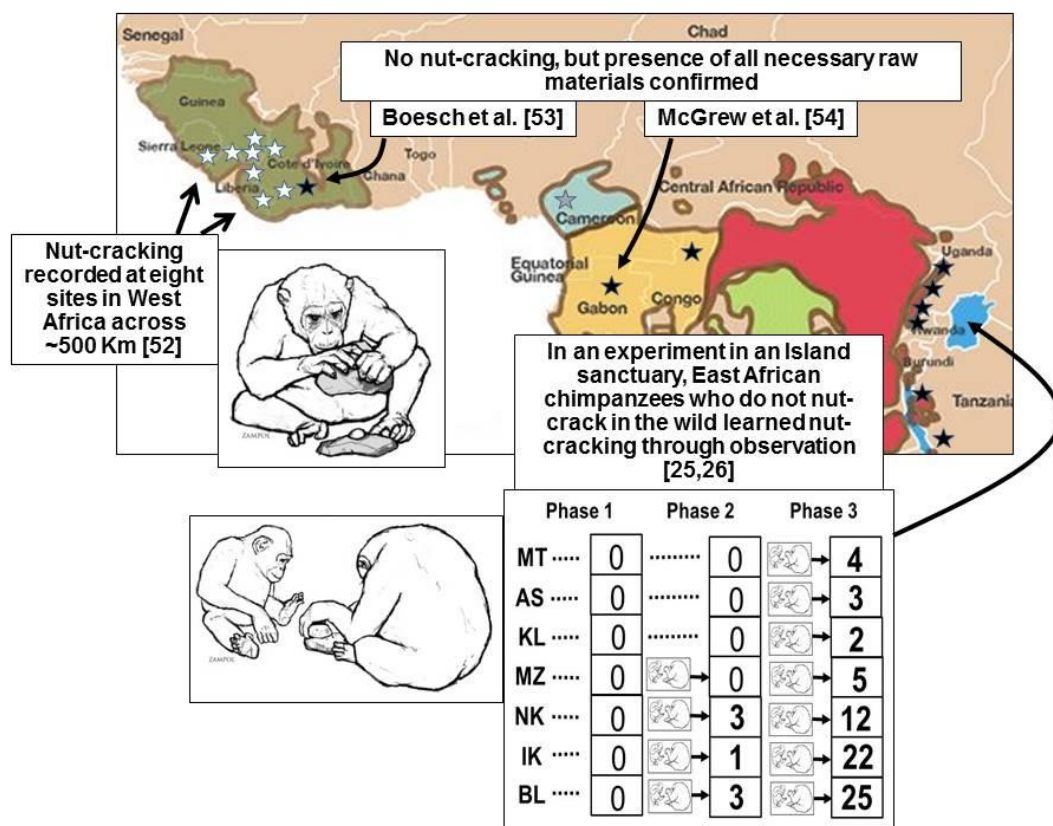 Senegal
Chad
No nut-cracking, but presence of all necessary raw
materials confirmed
Guinea
Boesch et al. [53]
McGrew et al. [54]
Sierra Leone
Cote d'Ivoire
Togo
Ghana
Liberia
Central African Republic
Cameroon
Nut-cracking
recorded at eight
sites in West
Africa across
~500 Km [52]
Equatorial
Guinea
Gabon
Congo
Uganda
Rwanda
Burundi
Tanzania
In an experiment in an Island
sanctuary, East African
chimpanzees who do not nut-
crack in the wild learned nut-
cracking through observation
[25,26]
ZAMPOL
ZAMPOL
Phase 1 Phase 2 Phase 3
MT ..... 0 ......... 0 4
AS ..... 0 ......... 0 3
KL ..... 0 ......... 0 2
MZ ..... 0 0 5
NK ..... 0 3 12
IK ..... 0 1 22
BL ..... 0 3 25